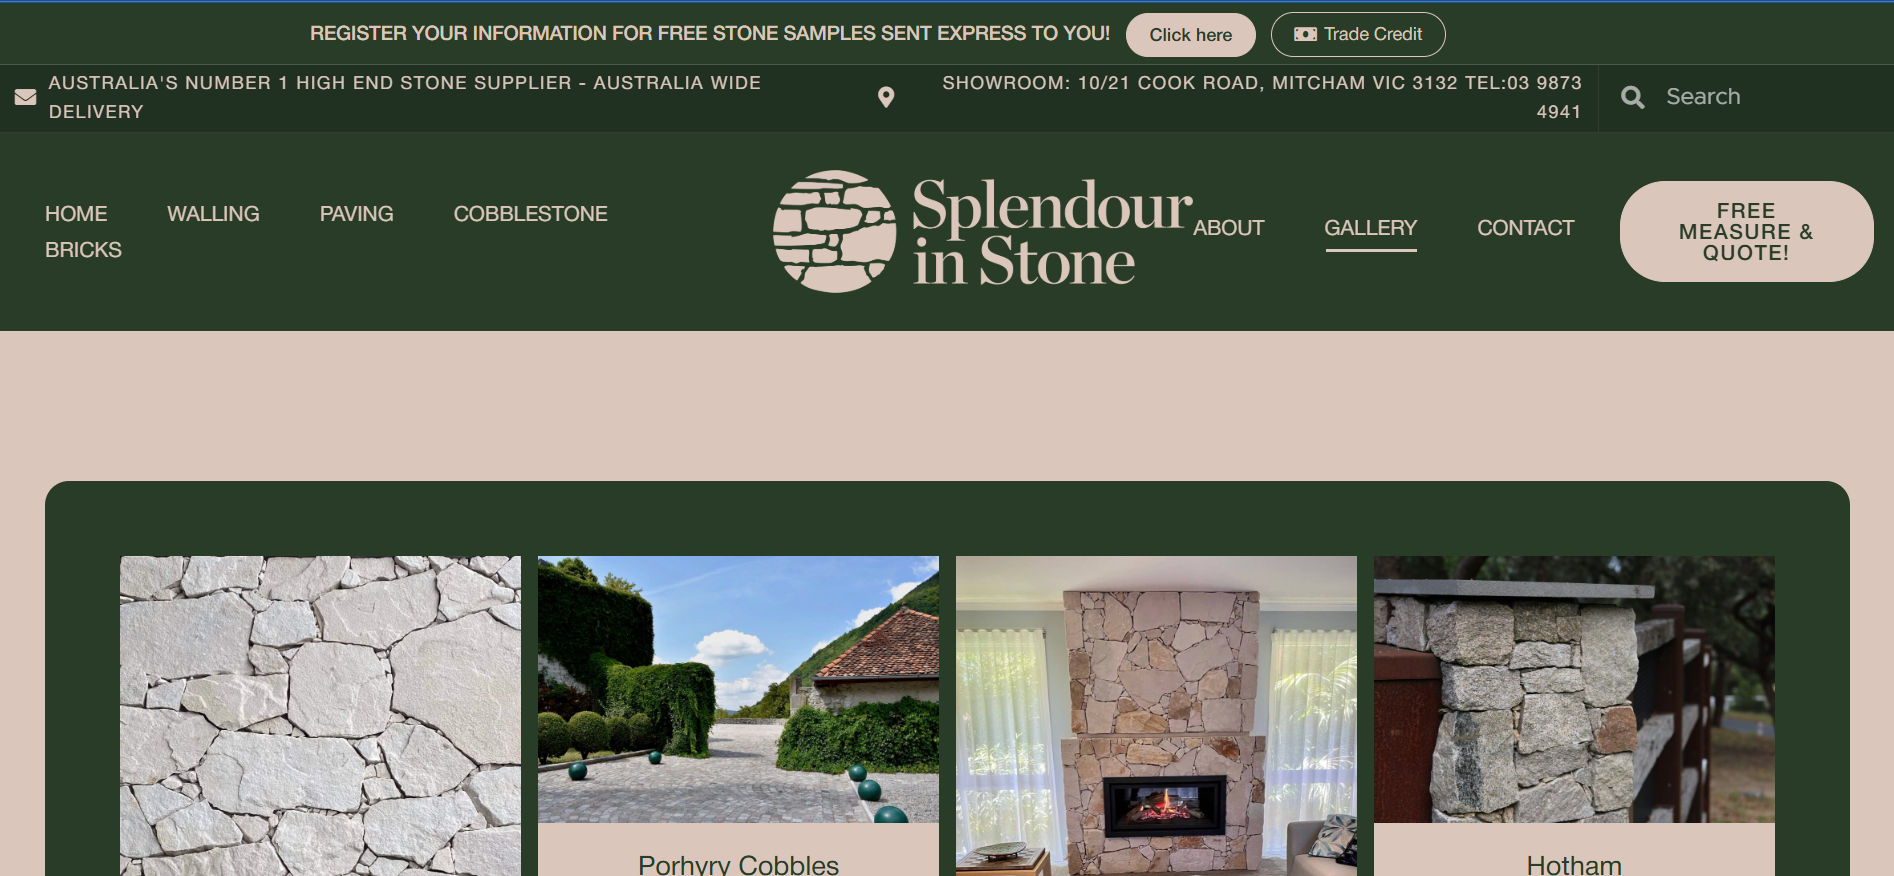 REGISTER YOUR INFORMATION FOR FREE STONE SAMPLES SENT EXPRESS TO YOU!
Click here
Trade Credit
AUSTRALIA'S NUMBER 1 HIGH END STONE SUPPLIER - AUSTRALIA WIDE
DELIVERY
SHOWROOM: 10/21 COOK ROAD, MITCHAM VIC 3132 TEL:03 9873
4941
Search
HOME
WALLING
PAVING
COBBLESTONE
BRICKS
Splendour
in Stone
ABOUT
GALLERY
CONTACT
FREE
MEASURE &
QUOTE!
Porhyry Cobbles
Hotham